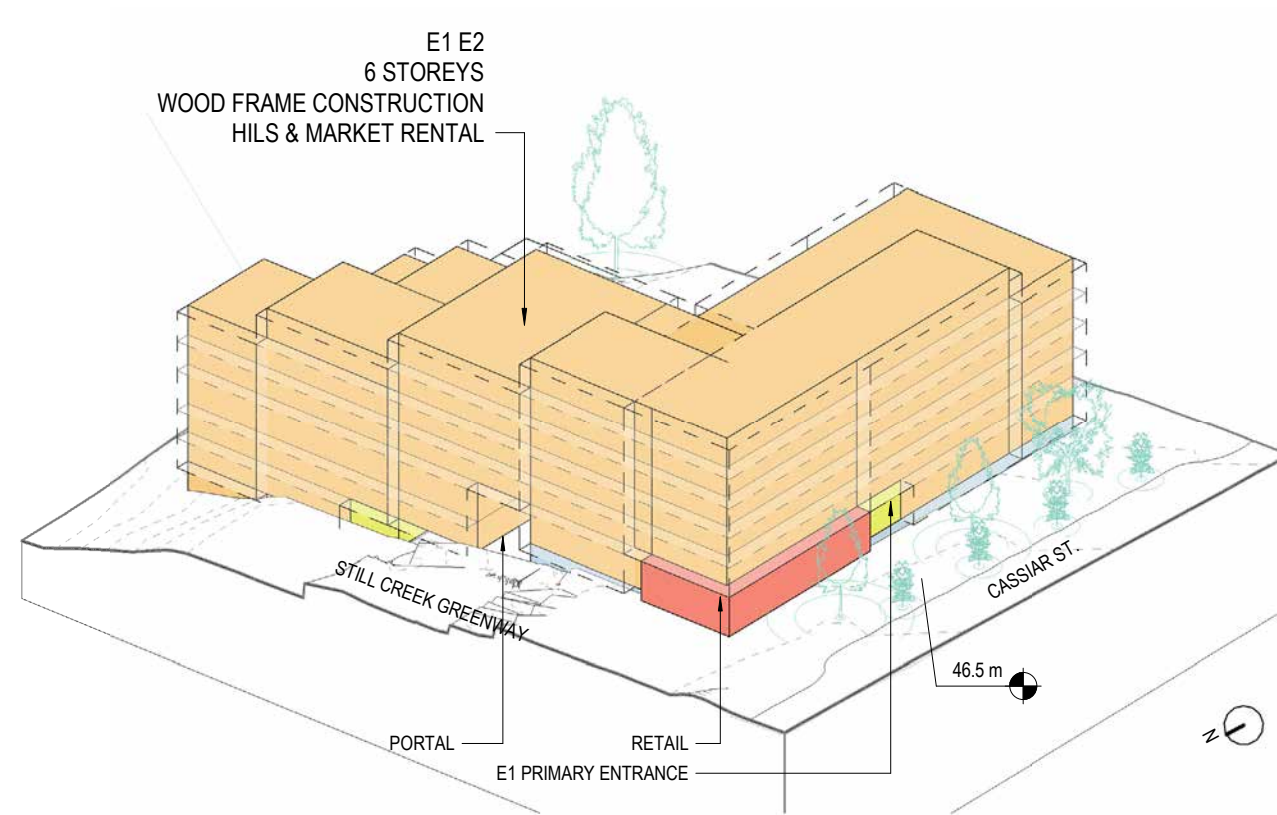 E1 E2
6 STOREYS
WOOD FRAME CONSTRUCTION
HILS & MARKET RENTAL
STILL CREEK GREENWAY
CASSIAR ST.
46.5 m
PORTAL
RETAIL
E1 PRIMARY ENTRANCE
N